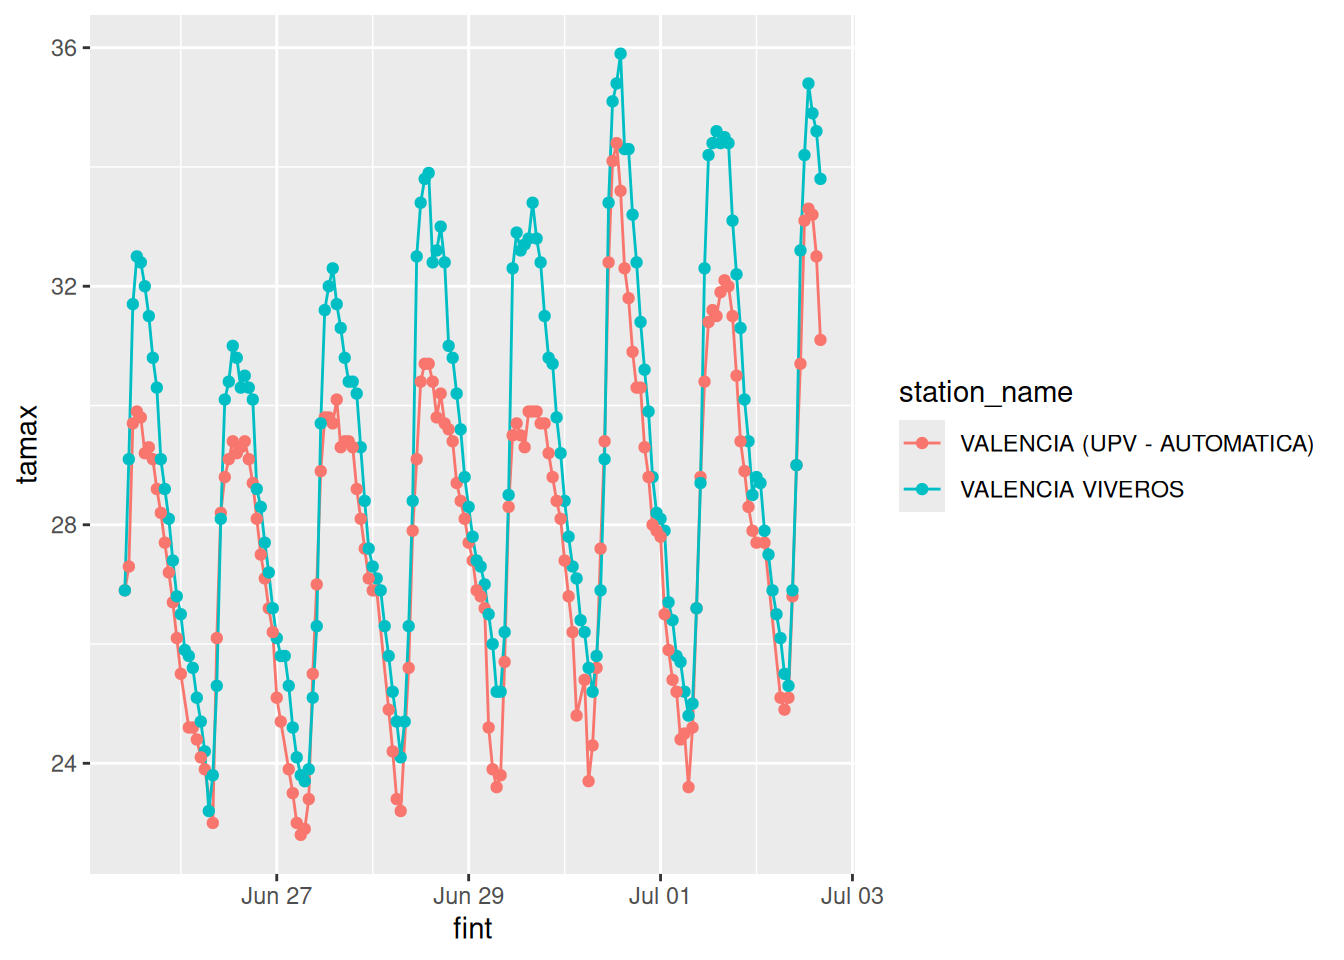 36
32
28
24
tamax
Jun 27
Jun 29
Jul 01
Jul 03
fint
station_name
VALENCIA (UPV - AUTOMATICA)
VALENCIA VIVEROS